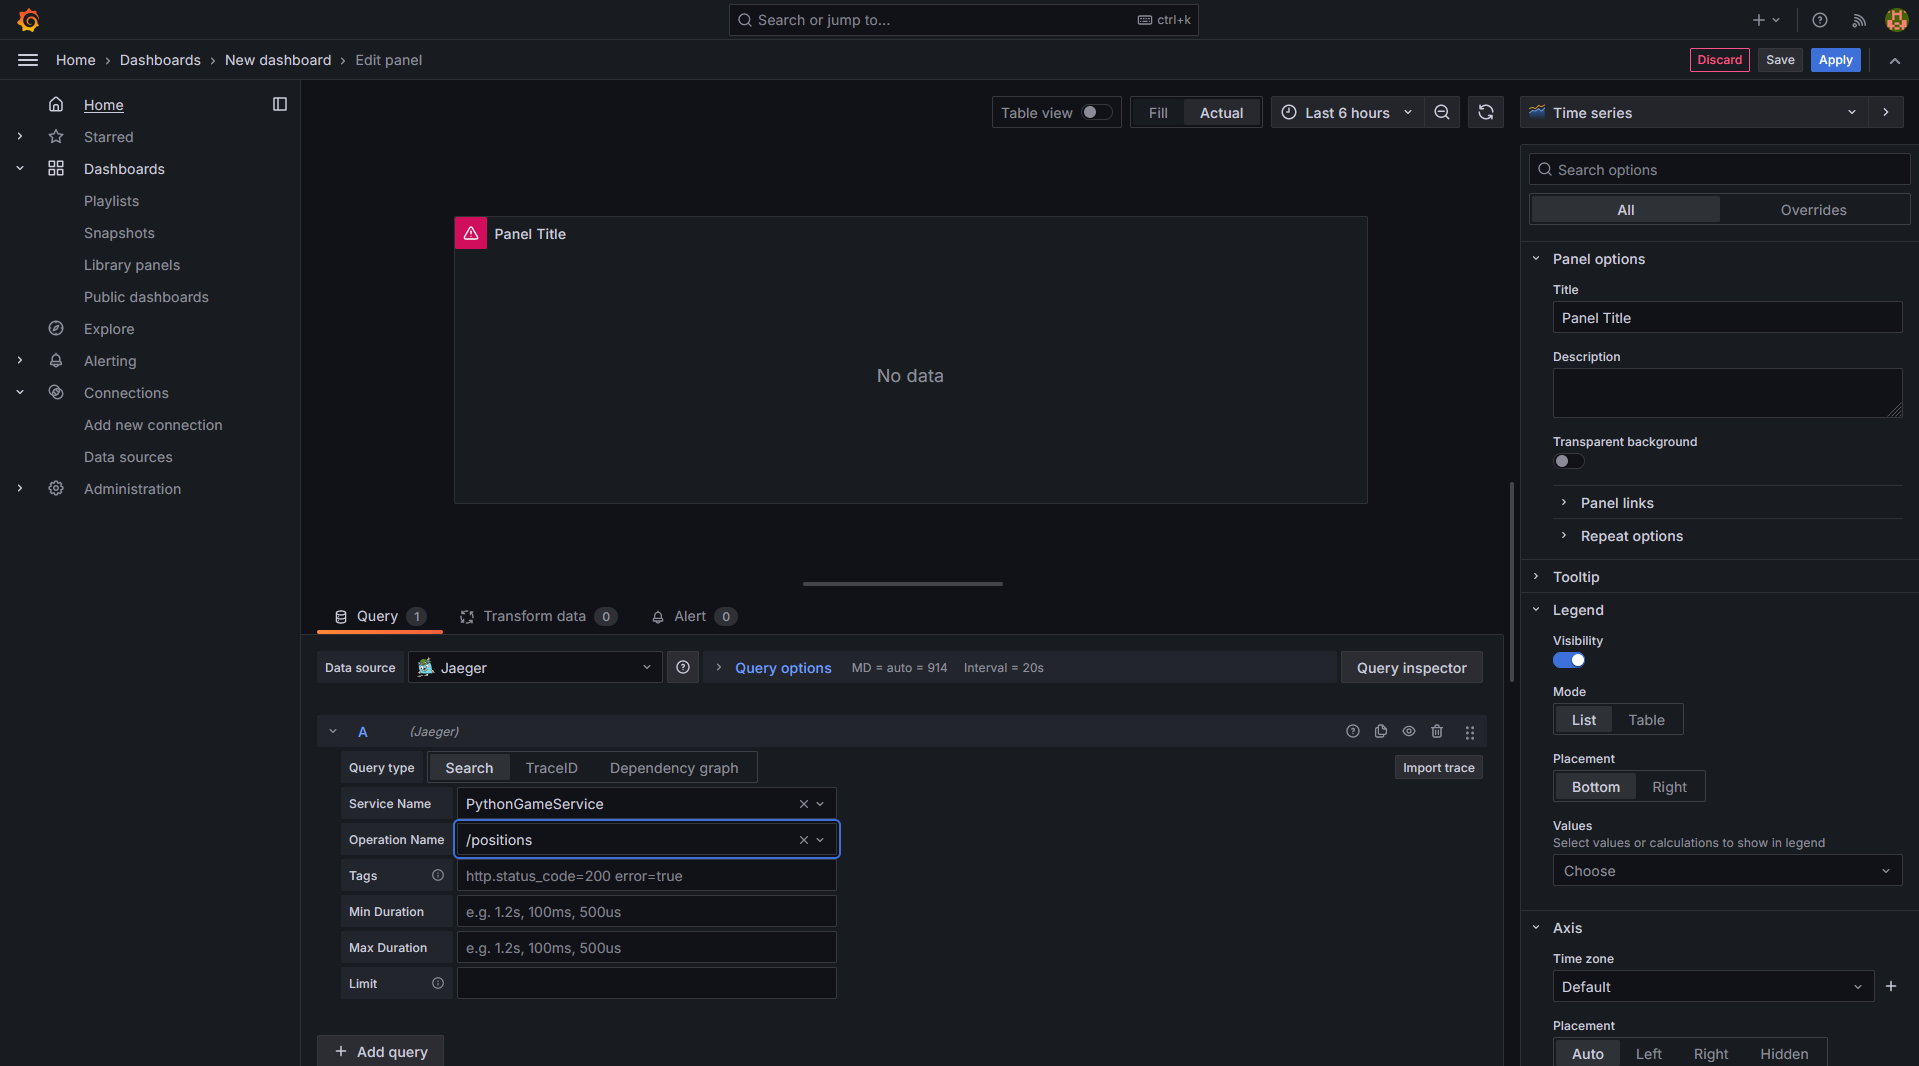 Search or jump to...
ctrl+k
Home › Dashboards › New dashboard › Edit panel
Discard
Save
Apply
Home
Starred
Dashboards
Playlists
Snapshots
Library panels
Public dashboards
Explore
Alerting
Connections
Add new connection
Data sources
Administration
Table view
Fill
Actual
Last 6 hours
Panel Title
No data
Query 1
Transform data 0
Alert 0
Data source
Jaeger
Query options
MD = auto = 914
Interval = 20s
Query inspector
A
(Jaeger)
Query type
Search
TraceID
Dependency graph
Import trace
Service Name
PythonGameService
Operation Name
/positions
Tags
http.status_code=200 error=true
Min Duration
e.g. 1.2s, 100ms, 500us
Max Duration
e.g. 1.2s, 100ms, 500us
Limit
+ Add query
Time series
Search options
All
Overrides
Panel options
Title
Panel Title
Description
Transparent background
Panel links
Repeat options
Tooltip
Legend
Visibility
Mode
List
Table
Placement
Bottom
Right
Values
Select values or calculations to show in legend
Choose
Axis
Time zone
Default
Placement
Auto
Left
Right
Hidden